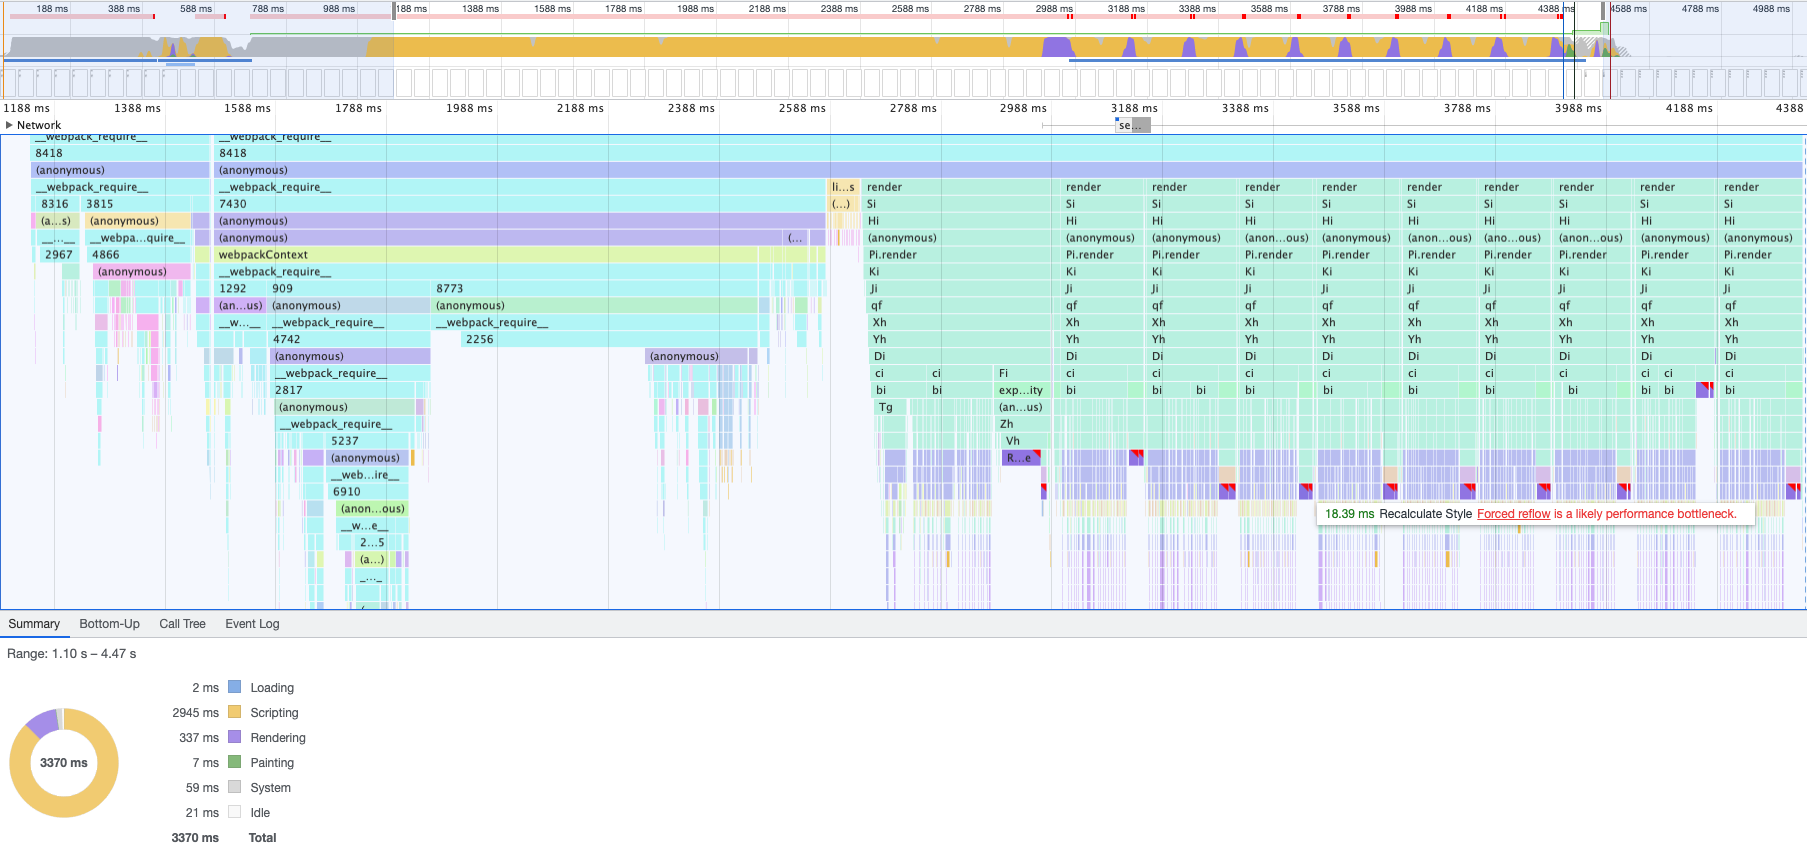 188 ms 388 ms 588 ms 788 ms 988 ms 188 ms 1388 ms 1588 ms 1788 ms 1988 ms 2188 ms 2388 ms 2588 ms 2788 ms 2988 ms 3188 ms 3388 ms 3588 ms 3788 ms 3988 ms 4188 ms 4388 ms 4588 ms 4788 ms 4988 ms
1188 ms 1388 ms 1588 ms 1788 ms 1988 ms 2188 ms 2388 ms 2588 ms 2788 ms 2988 ms 3188 ms 3388 ms 3588 ms 3788 ms 3988 ms 4188 ms 4388
Network se...
__webpack_require__ __webpack_require__
8418 8418
(anonymous) (anonymous)
__webpack_require__ __webpack_require__ li...s render render render render render render render render render render
8316 3815 7430 (...) Si Si Si Si Si Si Si Si Si Si
(a...s) (anonymous) (anonymous) Hi Hi Hi Hi Hi Hi Hi Hi Hi Hi
__...__ __webpa...quire__ (anonymous) (... (anonymous) (anonymous) (anonymous) (anon...ous) (anonymous) (anon...ous) (ano...ous) (anon...ous) (anonymous) (anonymous)
2967 4866 webpackContext Pi.render Pi.render Pi.render Pi.render Pi.render Pi.render Pi.render Pi.render Pi.render Pi.render
(anonymous) __webpack_require__ Ki Ki Ki Ki Ki Ki Ki Ki Ki Ki
1292 909 8773 Ji Ji Ji Ji Ji Ji Ji Ji Ji Ji
(an...us) (anonymous) (anonymous) qf qf qf qf qf qf qf qf qf qf
__w...__ __webpack_require__ __webpack_require__ Xh Xh Xh Xh Xh Xh Xh Xh Xh Xh
4742 2256 Yh Yh Yh Yh Yh Yh Yh Yh Yh Yh
(anonymous) (anonymous) Di Di Di Di Di Di Di Di Di Di
__webpack_require__ ci ci Fi ci ci ci ci ci ci ci ci ci ci
2817 bi bi exp...ity bi bi bi bi bi bi bi bi bi bi bi
(anonymous) Tg (an...us)
__webpack_require__ Zh
5237 Vh
(anonymous) R...e
__web...ire__
6910
(anon...ous)
18.39 ms Recalculate Style Forced reflow is a likely performance bottleneck.
__w...e__
2...5
(a...)
_..._
(
Summary Bottom-Up Call Tree Event Log
Range: 1.10 s – 4.47 s
2 ms Loading
2945 ms Scripting
337 ms Rendering
3370 ms
7 ms Painting
59 ms System
21 ms Idle
3370 ms Total